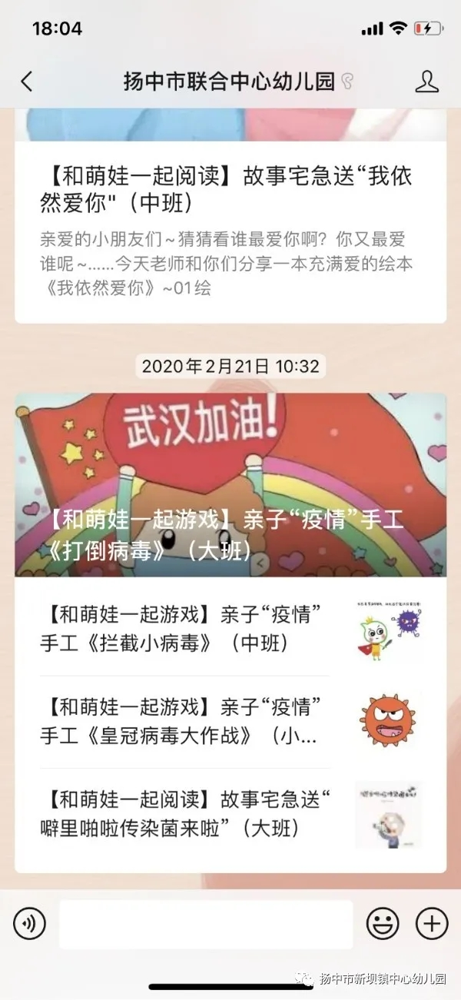 18:04
扬中市联合中心幼儿园
【和萌娃一起阅读】故事宅急送“我依
然爱你"（中班）
亲爱的小朋友们~猜猜看谁最爱你啊？你又最爱
谁呢~……今天老师和你们分享一本充满爱的绘本
《我依然爱你》~01绘
2020年2月21日 10:32
武汉加油!
【和萌娃一起游戏】亲子“疫情”手工
《打倒病毒》（大班）
【和萌娃一起游戏】亲子“疫情”
手工《拦截小病毒》（中班）
【和萌娃一起游戏】亲子“疫情”
手工《皇冠病毒大作战》（小...
【和萌娃一起阅读】故事宅急送“
噼里啪啦传染菌来啦”（大班）
扬中市新坝镇中心幼儿园